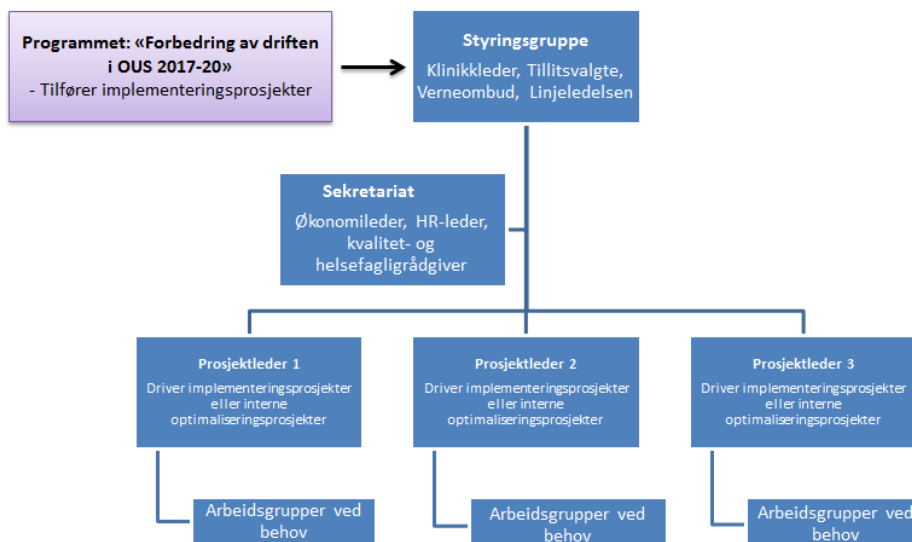 Programmet: «Forbedring av driften
i OUS 2017-20»
- Tilfører implementeringsprosjekter
Styringsgruppe
Klinikkleder, Tillitsvalgte,
Verneombud, Linjeledelsen
Sekretariat
Økonomileder, HR-leder,
kvalitet- og
helsefagligrådgiver
Prosjektleder 1
Driver implementeringsprosjekter
eller interne
optimaliseringsprosjekter
Prosjektleder 2
Driver implementeringsprosjekter
eller interne
optimaliseringsprosjekter
Prosjektleder 3
Driver implementeringsprosjekter
eller interne
optimaliseringsprosjekter
Arbeidsgrupper ved
behov
Arbeidsgrupper ved
behov
Arbeidsgrupper ved
behov